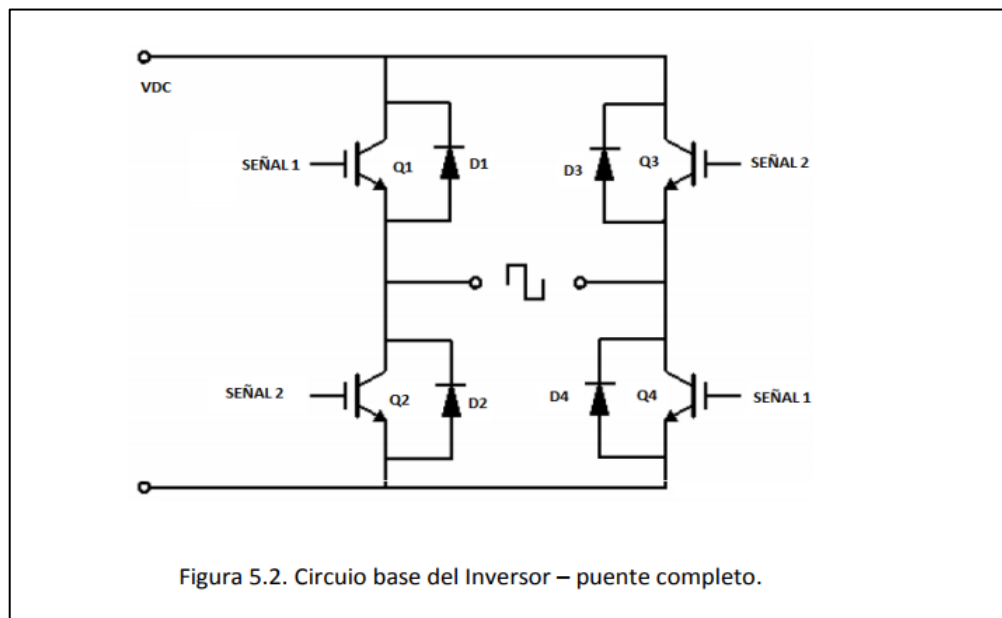 VDC
SEÑAL 1
Q1
D1
D3
Q3
SEÑAL 2
SEÑAL 2
Q2
D2
D4
Q4
SEÑAL 1
Figura 5.2. Circuio base del Inversor – puente completo.